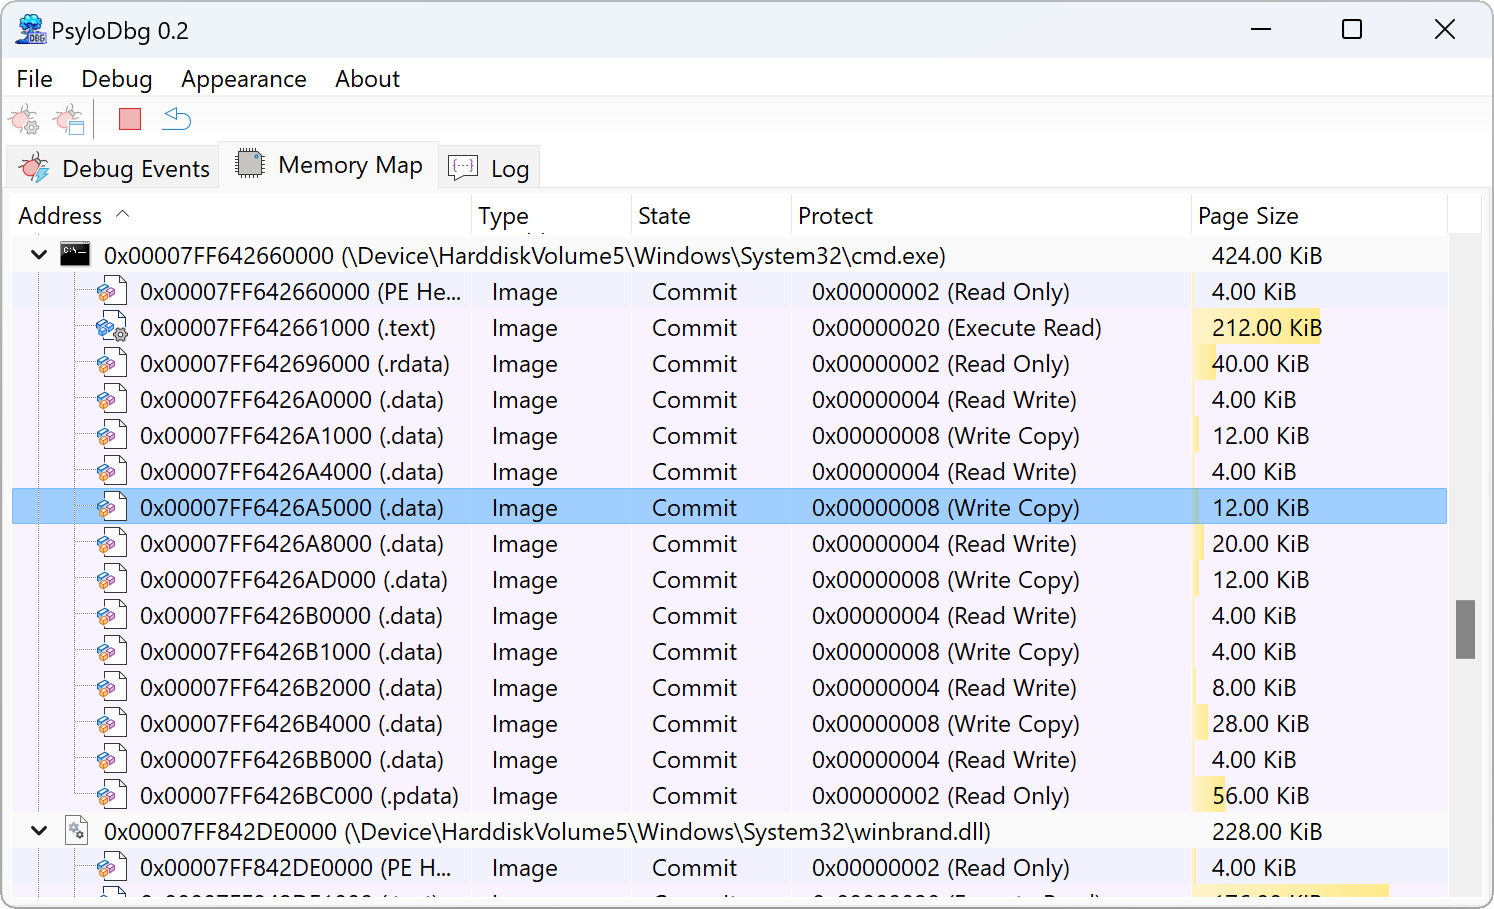 PsyloDbg 0.2
File Debug Appearance About
Debug Events Memory Map Log
Address Type State Protect Page Size
0x00007FF642660000 (\Device\HarddiskVolume5\Windows\System32\cmd.exe) 424.00 KiB
0x00007FF642660000 (PE He... Image Commit 0x00000002 (Read Only) 4.00 KiB
0x00007FF642661000 (.text) Image Commit 0x00000020 (Execute Read) 212.00 KiB
0x00007FF642696000 (.rdata) Image Commit 0x00000002 (Read Only) 40.00 KiB
0x00007FF6426A0000 (.data) Image Commit 0x00000004 (Read Write) 4.00 KiB
0x00007FF6426A1000 (.data) Image Commit 0x00000008 (Write Copy) 12.00 KiB
0x00007FF6426A4000 (.data) Image Commit 0x00000004 (Read Write) 4.00 KiB
0x00007FF6426A5000 (.data) Image Commit 0x00000008 (Write Copy) 12.00 KiB
0x00007FF6426A8000 (.data) Image Commit 0x00000004 (Read Write) 20.00 KiB
0x00007FF6426AD000 (.data) Image Commit 0x00000008 (Write Copy) 12.00 KiB
0x00007FF6426B0000 (.data) Image Commit 0x00000004 (Read Write) 4.00 KiB
0x00007FF6426B1000 (.data) Image Commit 0x00000008 (Write Copy) 4.00 KiB
0x00007FF6426B2000 (.data) Image Commit 0x00000004 (Read Write) 8.00 KiB
0x00007FF6426B4000 (.data) Image Commit 0x00000008 (Write Copy) 28.00 KiB
0x00007FF6426BB000 (.data) Image Commit 0x00000004 (Read Write) 4.00 KiB
0x00007FF6426BC000 (.pdata) Image Commit 0x00000002 (Read Only) 56.00 KiB
0x00007FF842DE0000 (\Device\HarddiskVolume5\Windows\System32\winbrand.dll) 228.00 KiB
0x00007FF842DE0000 (PE H... Image Commit 0x00000002 (Read Only) 4.00 KiB